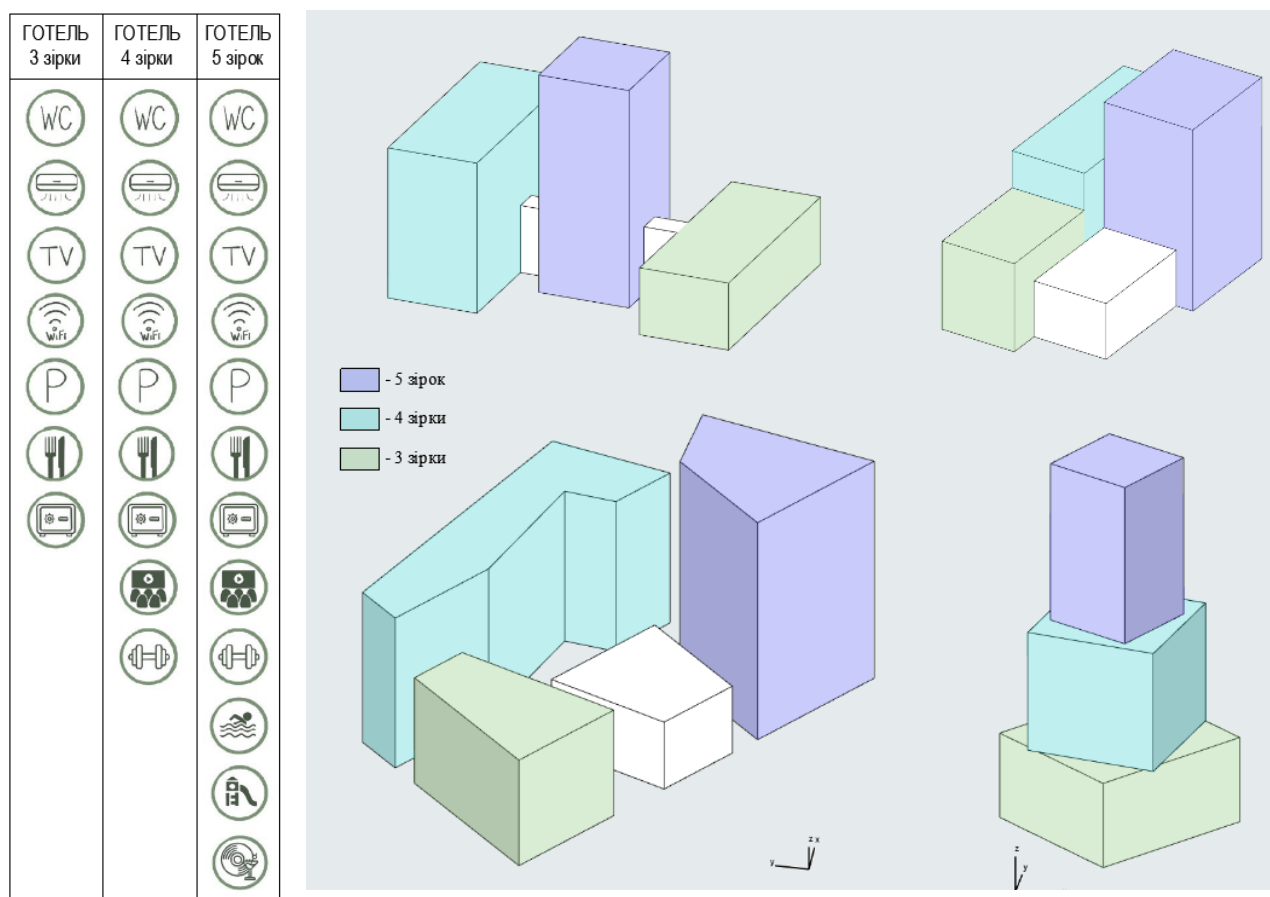 ГОТЕЛЬ
3 зірки
ГОТЕЛЬ
4 зірки
ГОТЕЛЬ
5 зірок
WC WC WC
TV TV TV
WiFi WiFi WiFi
P P P
- 5 зірок
- 4 зірки
- 3 зірки
z x
y
z
y